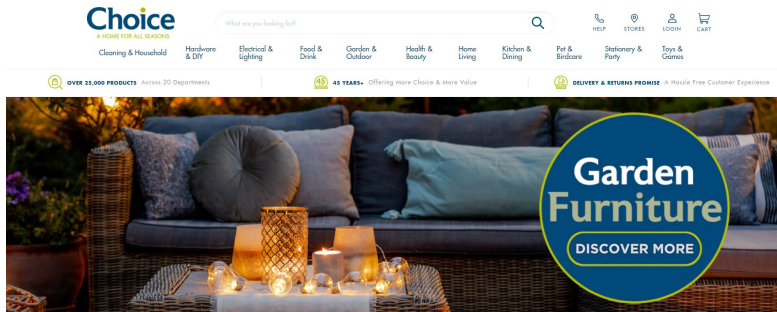 Choice
A HOME FOR ALL SEASONS
What are you looking for?
HELP
STORES
LOGIN
CART
Cleaning & Household
Hardware
& DIY
Electrical &
Lighting
Food &
Drink
Garden &
Outdoor
Health &
Beauty
Home
Living
Kitchen &
Dining
Pet &
Birdcare
Stationery &
Party
Toys &
Games
OVER 25,000 PRODUCTS Across 20 Departments
45
45 YEARS+ Offering More Choice & More Value
DELIVERY & RETURNS PROMISE A Hassle Free Customer Experience
Garden
Furniture
DISCOVER MORE